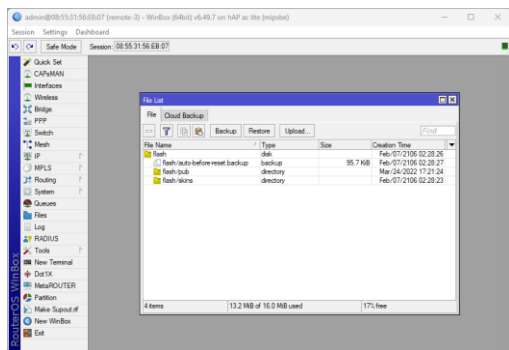 admin@08:55:31:56:EB:07 (remote-3) - WinBox (64bit) v6.49.7 on hAP ac lite (mipsbe)
Session Settings Dashboard
Safe Mode Session: 08:55:31:56:EB:07
Quick Set
CAPsMAN
Interfaces
Wireless
Bridge
PPP
Switch
Mesh
IP
MPLS
Routing
System
Queues
Files
Log
RADIUS
Tools
New Terminal
Dot1X
MetaROUTER
Partition
Make Supout.rif
New WinBox
Exit
RouterOS WinBox
File List
File Cloud Backup
Backup Restore Upload... Find
File Name / Type Size Creation Time
flash disk Feb/07/2106 02:28:26
flash/auto-before-reset.backup backup 95.7 KiB Feb/07/2106 02:28:27
flash/pub directory Mar/24/2022 17:21:24
flash/skins directory Feb/07/2106 02:28:23
4 items 13.2 MiB of 16.0 MiB used 17% free